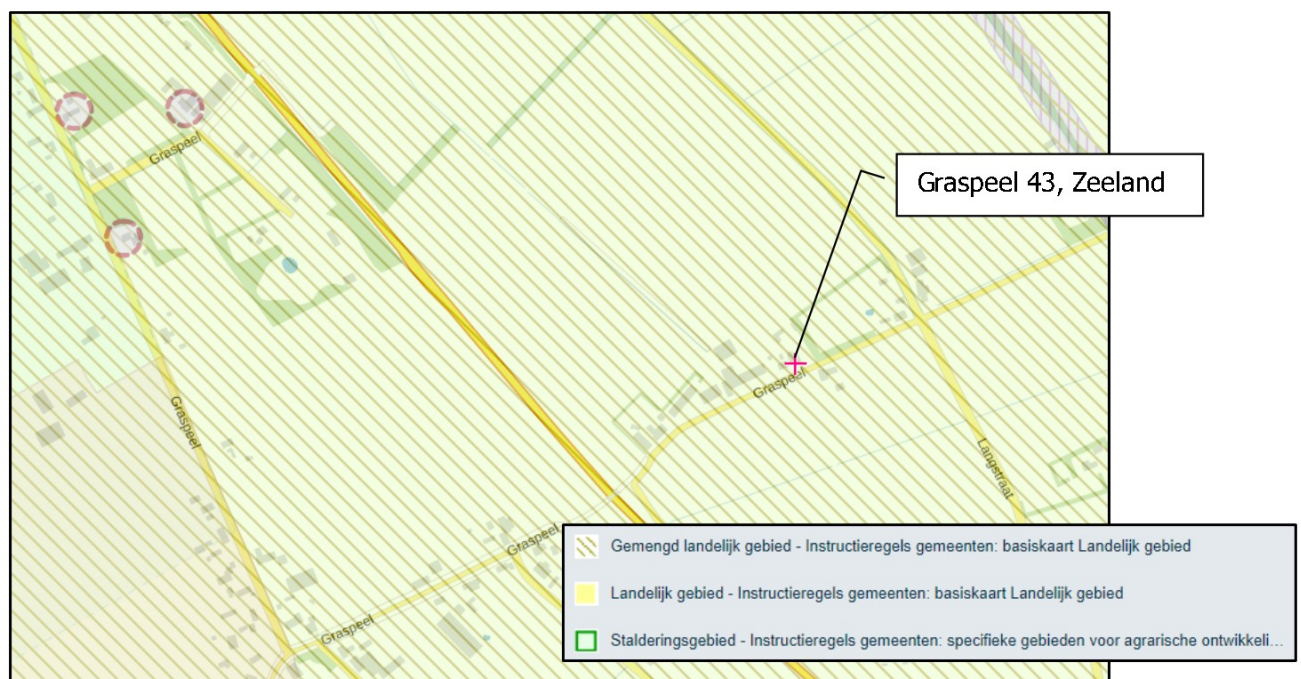 Graspeel
Graspeel 43, Zeeland
Graspeel
Graspeel
Langstraat
Graspeel
Graspeel
Gemengd landelijk gebied - Instructieregels gemeenten: basiskaart Landelijk gebied
Landelijk gebied - Instructieregels gemeenten: basiskaart Landelijk gebied
Stalderingsgebied - Instructieregels gemeenten: specifieke gebieden voor agrarische ontwikkeli...